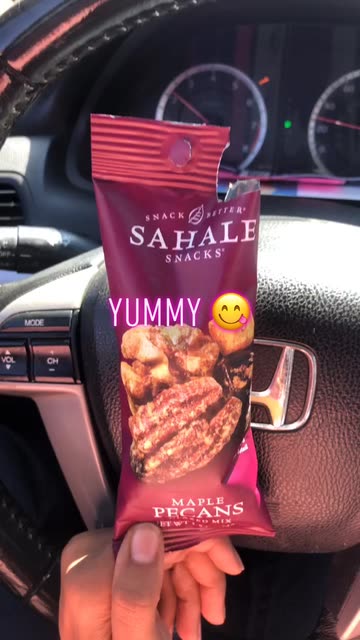 SNACK BETTER®
SAHALE
SNACKS®
YUMMY 😋
MODE
VOL
CH
MAPLE
PECANS